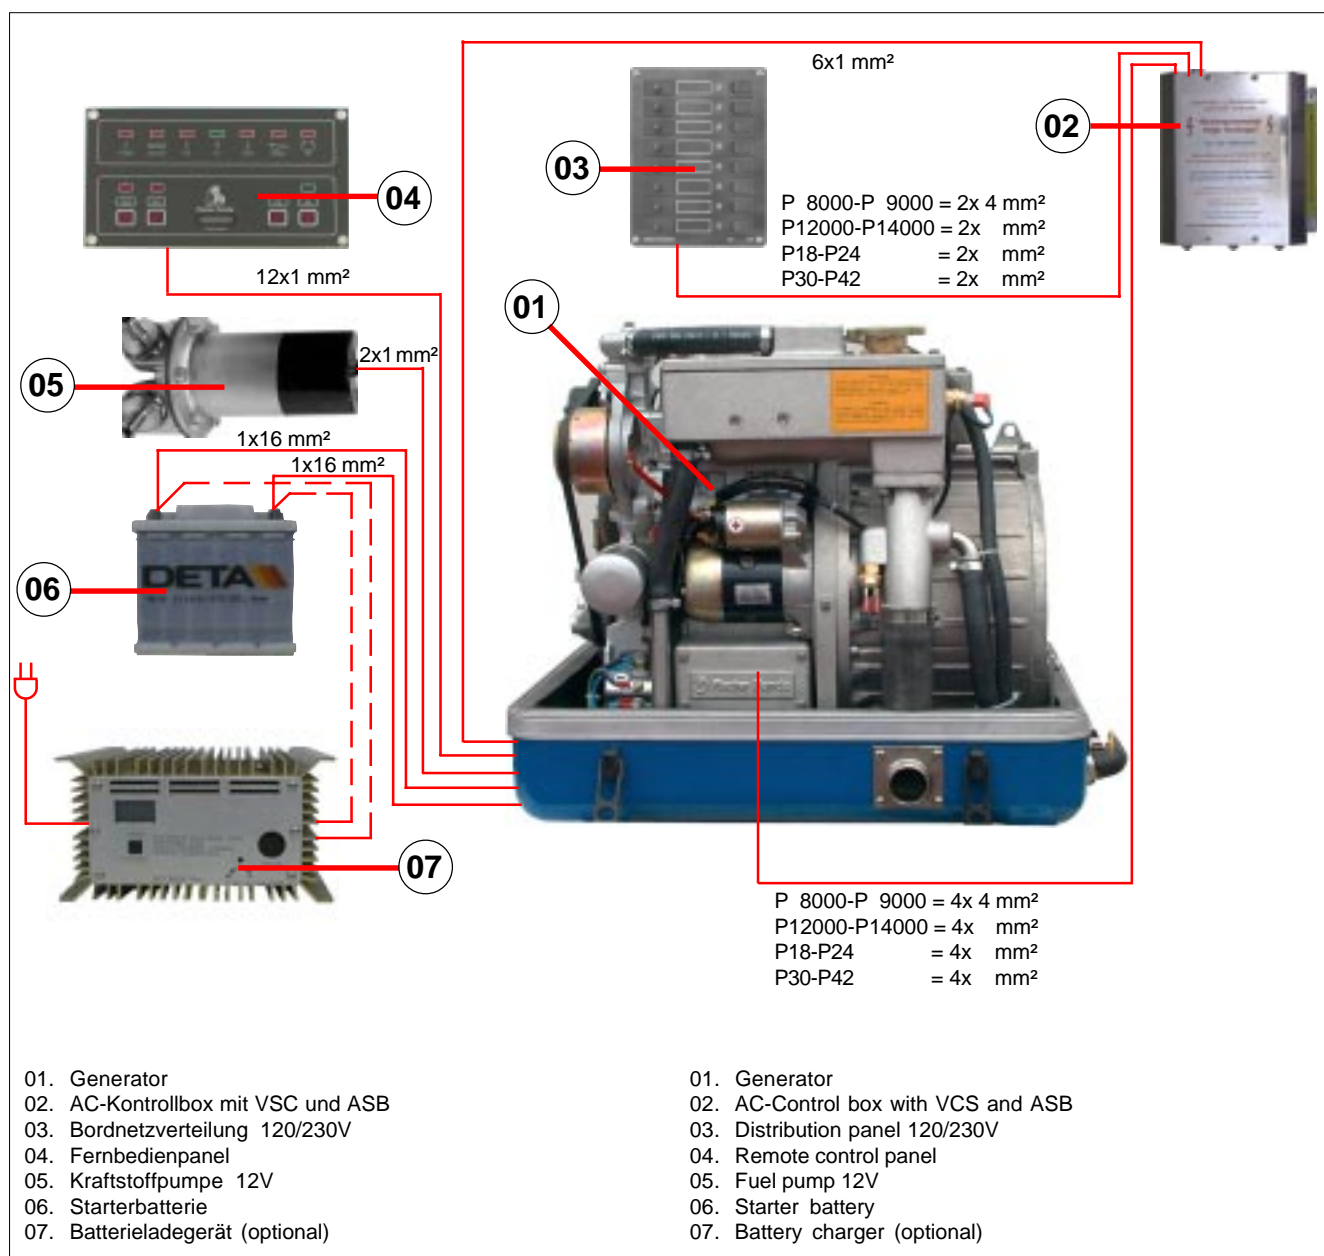 6x1 mm²
02
03
04
P 8000-P 9000 = 2x 4 mm²
P12000-P14000 = 2x mm²
P18-P24 = 2x mm²
P30-P42 = 2x mm²
12x1 mm²
01
2x1 mm²
05
1x16 mm²
1x16 mm²
DETA
06
07
P 8000-P 9000 = 4x 4 mm²
P12000-P14000 = 4x mm²
P18-P24 = 4x mm²
P30-P42 = 4x mm²
01. Generator
02. AC-Kontrollbox mit VSC und ASB
03. Bordnetzverteilung 120/230V
04. Fernbedienpanel
05. Kraftstoffpumpe 12V
06. Starterbatterie
07. Batterieladegerät (optional)
01. Generator
02. AC-Control box with VCS and ASB
03. Distribution panel 120/230V
04. Remote control panel
05. Fuel pump 12V
06. Starter battery
07. Battery charger (optional)